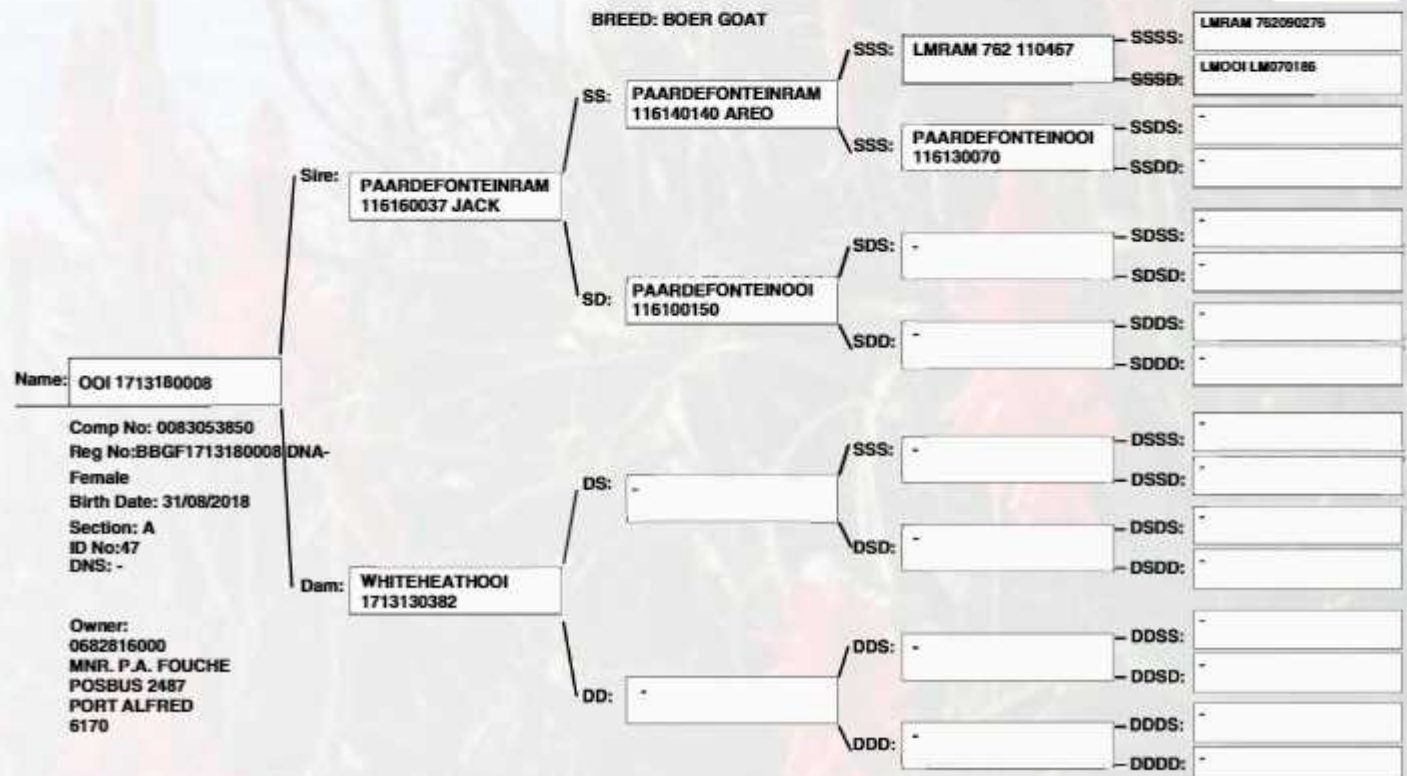 BREED: BOER GOAT
Name: OOI 1713180008
Comp No: 0083053850
Reg No:BBGF1713180008 DNA-
Female
Birth Date: 31/08/2018
Section: A
ID No:47
DNS: -
Owner:
0682816000
MNR. P.A. FOUCHE
POSBUS 2487
PORT ALFRED
6170
Sire: PAARDEFONTEINRAM
116160037 JACK
Dam: WHITEHEATHOOI
1713130382
SS: PAARDEFONTEINRAM
116140140 AREO
SD: PAARDEFONTEINOOI
116100150
DS: -
DD: -
SSS: LMRAM 762 110467
SSS: PAARDEFONTEINOOI
116130070
SDS: -
SDD: -
SSS: -
DSD: -
DDS: -
DDD: -
SSSS: LMRAM 762090276
SSSD: LMOOI LM070186
SSDS: -
SSDD: -
SDSS: -
SDSD: -
SDDS: -
SDDD: -
DSSS: -
DSSD: -
DSDS: -
DSDD: -
DDSS: -
DDSD: -
DDDS: -
DDDD: -